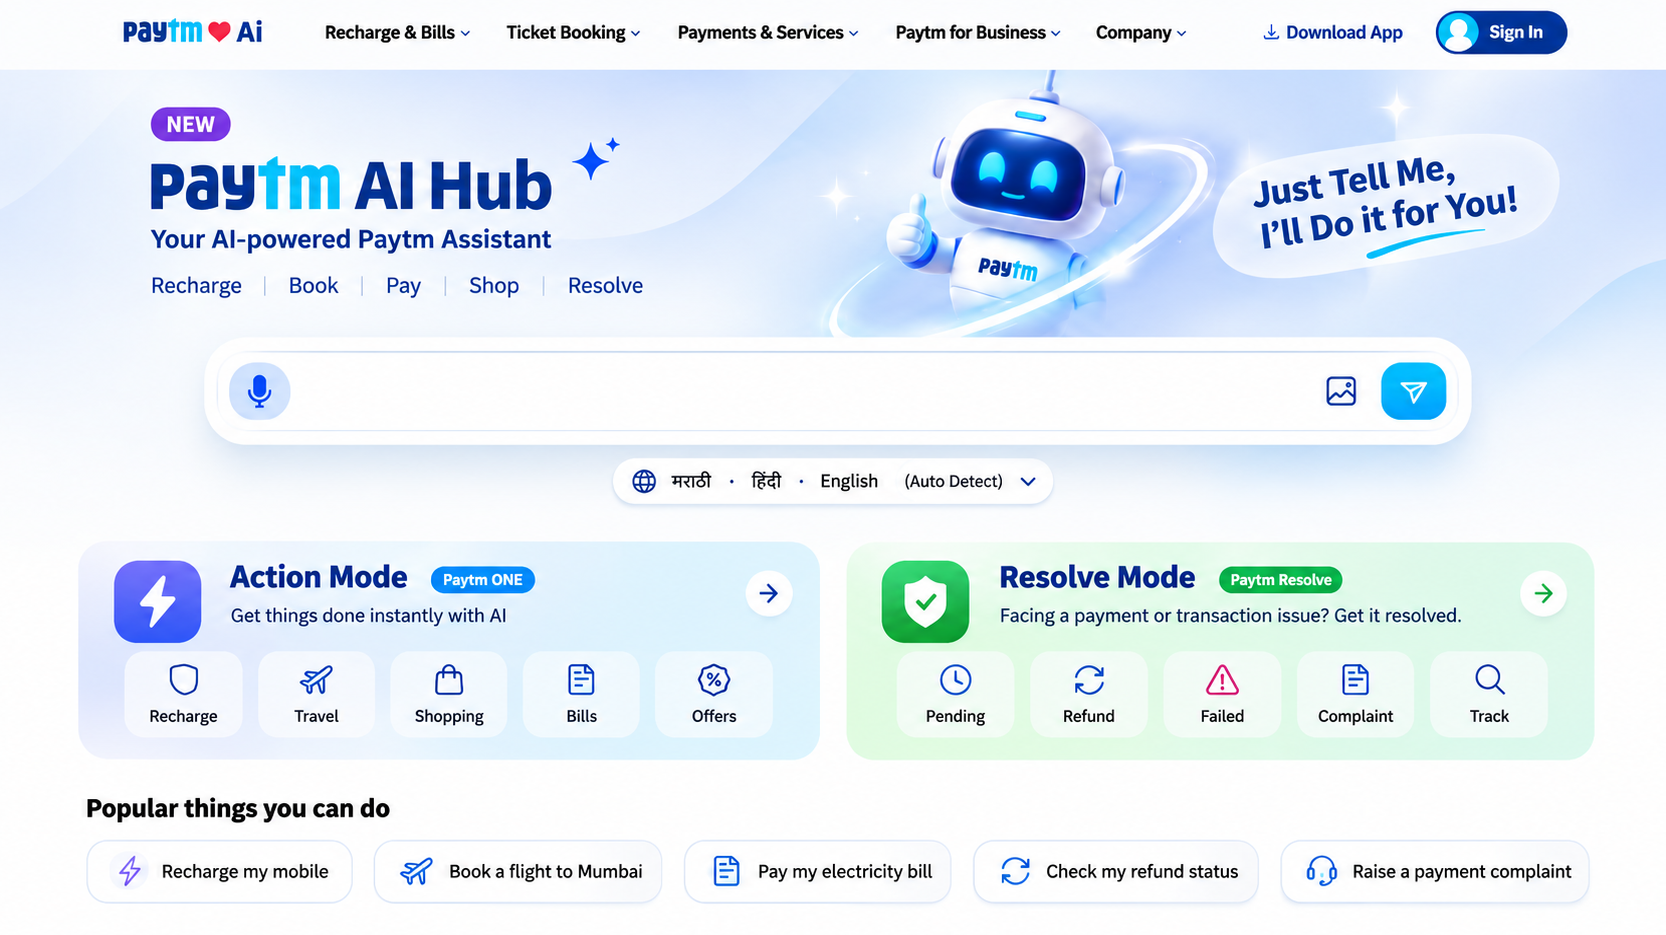 paytm Ai
Recharge & Bills
Ticket Booking
Payments & Services
Paytm for Business
Company
Download App
Sign In
NEW
paytm AI Hub
Your AI-powered Paytm Assistant
Recharge | Book | Pay | Shop | Resolve
paytm
Just Tell Me,
I'll Do it for You!
मराठी • हिंदी • English (Auto Detect)
Action Mode
Paytm ONE
Get things done instantly with AI
Recharge
Travel
Shopping
Bills
Offers
Resolve Mode
Paytm Resolve
Facing a payment or transaction issue? Get it resolved.
Pending
Refund
Failed
Complaint
Track
Popular things you can do
Recharge my mobile
Book a flight to Mumbai
Pay my electricity bill
Check my refund status
Raise a payment complaint